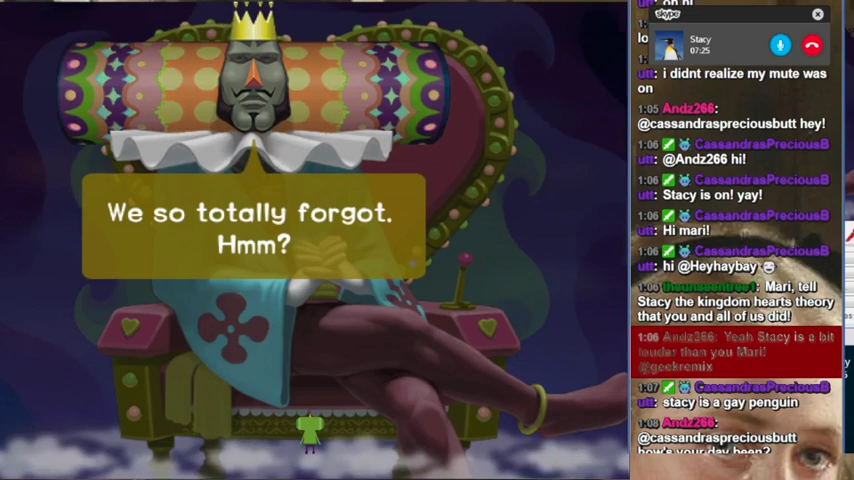 We so totally forgot.
Hmm?
skype
Stacy
07:25
utt: i didnt realize my mute was
on
1:05 Andz266:
@cassandraspreciousbutt hey!
1:06 CassandrasPreciousB
utt: @Andz266 hi!
1:06 CassandrasPreciousB
utt: Stacy is on! yay!
1:06 CassandrasPreciousB
utt: Hi mari!
1:06 CassandrasPreciousB
utt: hi @Heyhaybay
1:06 Mari, tell
Stacy the kingdom hearts theory
that you and all of us did!
1:06 Andz266: Yeah Stacy is a bit
louder than you Mari!
@geekremix
1:07 CassandrasPreciousB
utt: stacy is a gay penguin
1:08 Andz266:
@cassandraspreciousbutt
how's your day been?